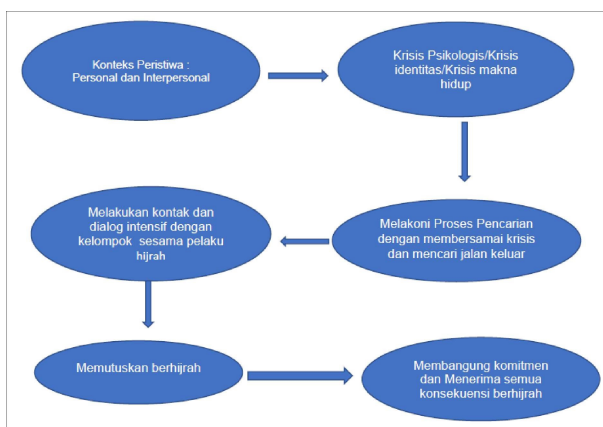 Konteks Peristiwa :
Personal dan Interpersonal
Krisis Psikologis/Krisis
identitas/Krisis makna
hidup
Melakoni Proses Pencarian
dengan membersamai krisis
dan mencari jalan keluar
Melakukan kontak dan
dialog intensif dengan
kelompok sesama pelaku
hijrah
Memutuskan berhijrah
Membangung komitmen
dan Menerima semua
konsekuensi berhijrah